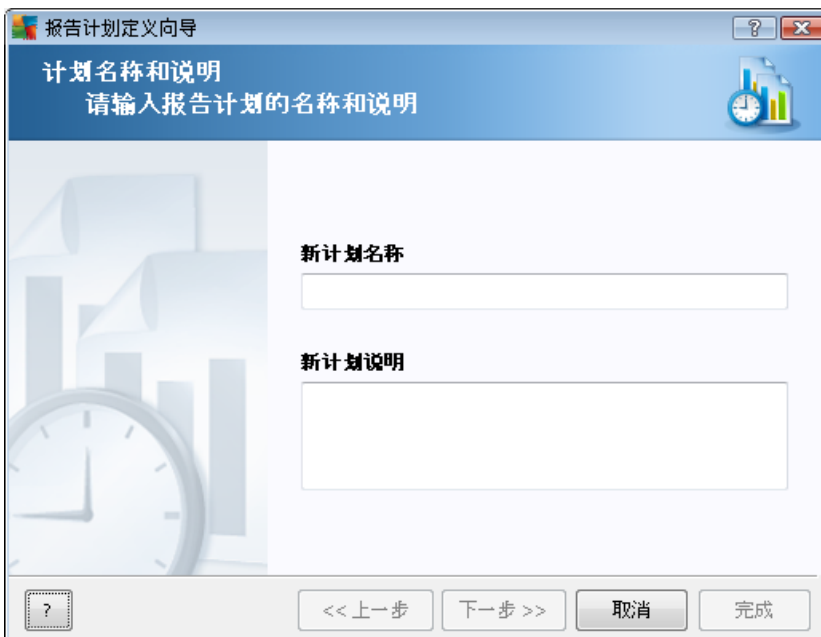 报告计划定义向导
?
计划名称和说明
请输入报告计划的名称和说明
新计划名称
新计划说明
?
<< 上一步
下一步 >>
取消
完成